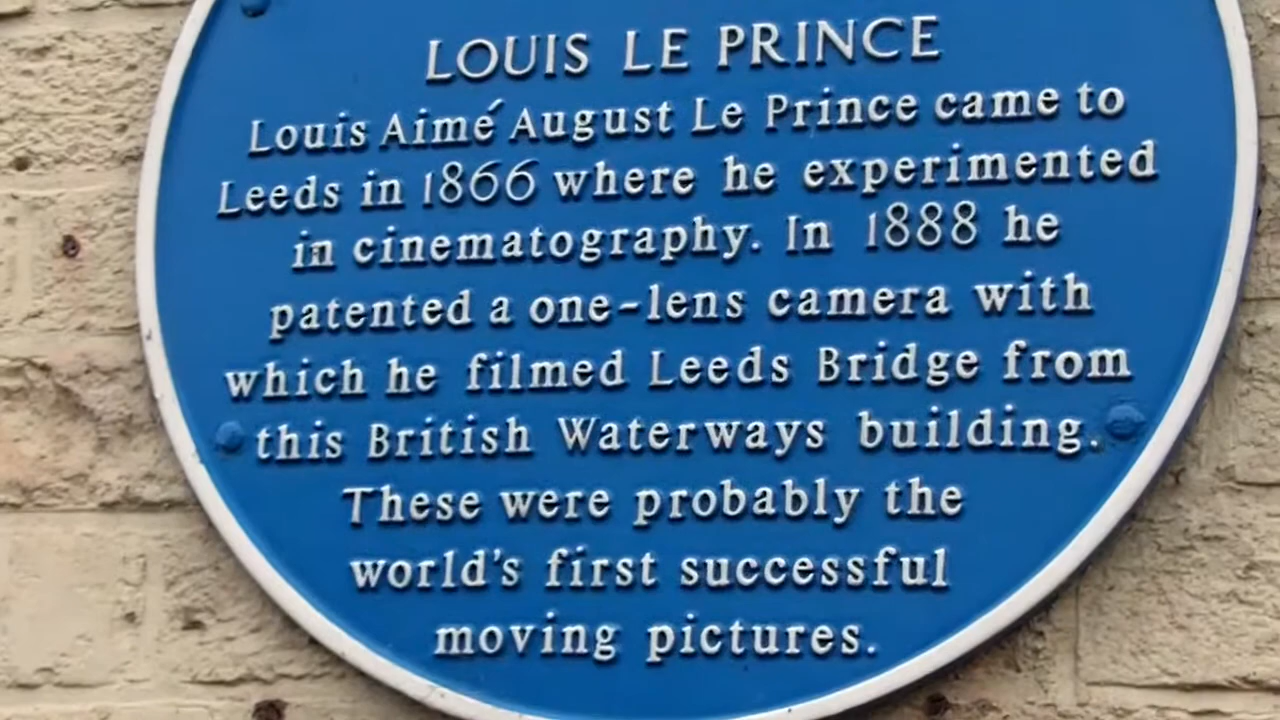 LOUIS LE PRINCE
Louis Aimé August Le Prince came to
Leeds in 1866 where he experimented
in cinematography. In 1888 he
patented a one-lens camera with
which he filmed Leeds Bridge from
this British Waterways building.
These were probably the
world's first successful
moving pictures.